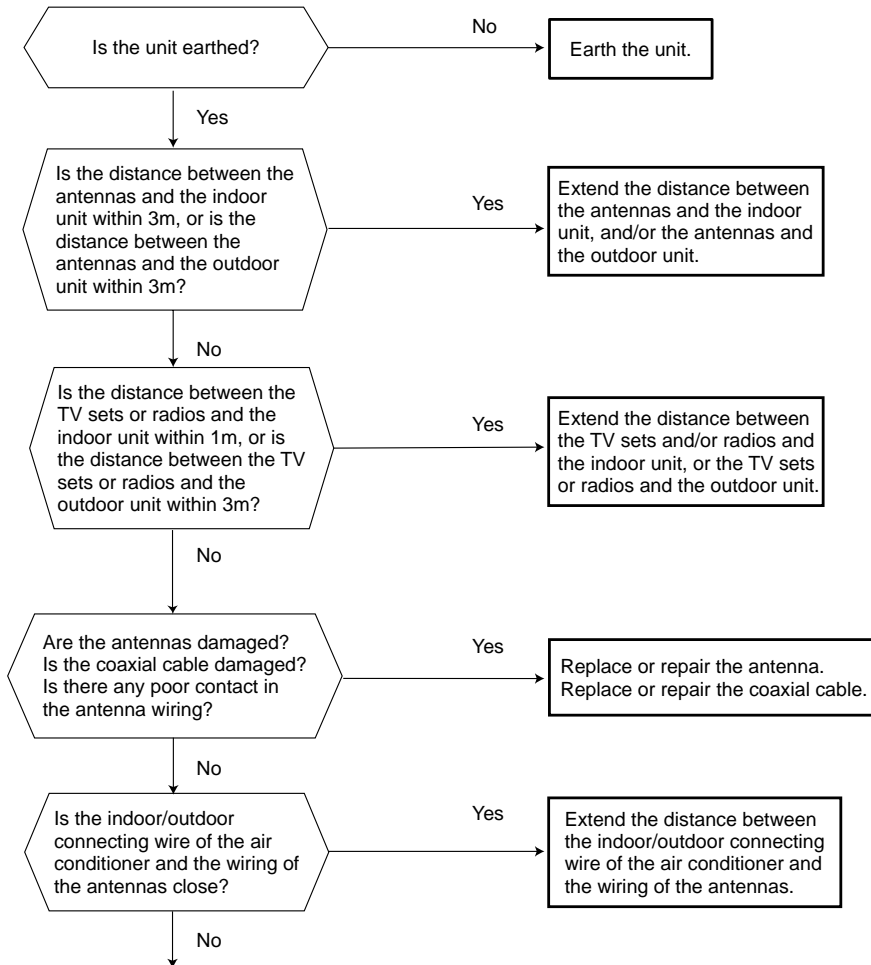 Is the unit earthed?
No
Earth the unit.
Yes
Is the distance between the
antennas and the indoor
unit within 3m, or is the
distance between the
antennas and the outdoor
unit within 3m?
Yes
Extend the distance between
the antennas and the indoor
unit, and/or the antennas and
the outdoor unit.
No
Is the distance between the
TV sets or radios and the
indoor unit within 1m, or is
the distance between the TV
sets or radios and the
outdoor unit within 3m?
Yes
Extend the distance between
the TV sets and/or radios and
the indoor unit, or the TV sets
or radios and the outdoor unit.
No
Are the antennas damaged?
Is the coaxial cable damaged?
Is there any poor contact in
the antenna wiring?
Yes
Replace or repair the antenna.
Replace or repair the coaxial cable.
No
Is the indoor/outdoor
connecting wire of the air
conditioner and the wiring of
the antennas close?
Yes
Extend the distance between
the indoor/outdoor connecting
wire of the air conditioner and
the wiring of the antennas.
No